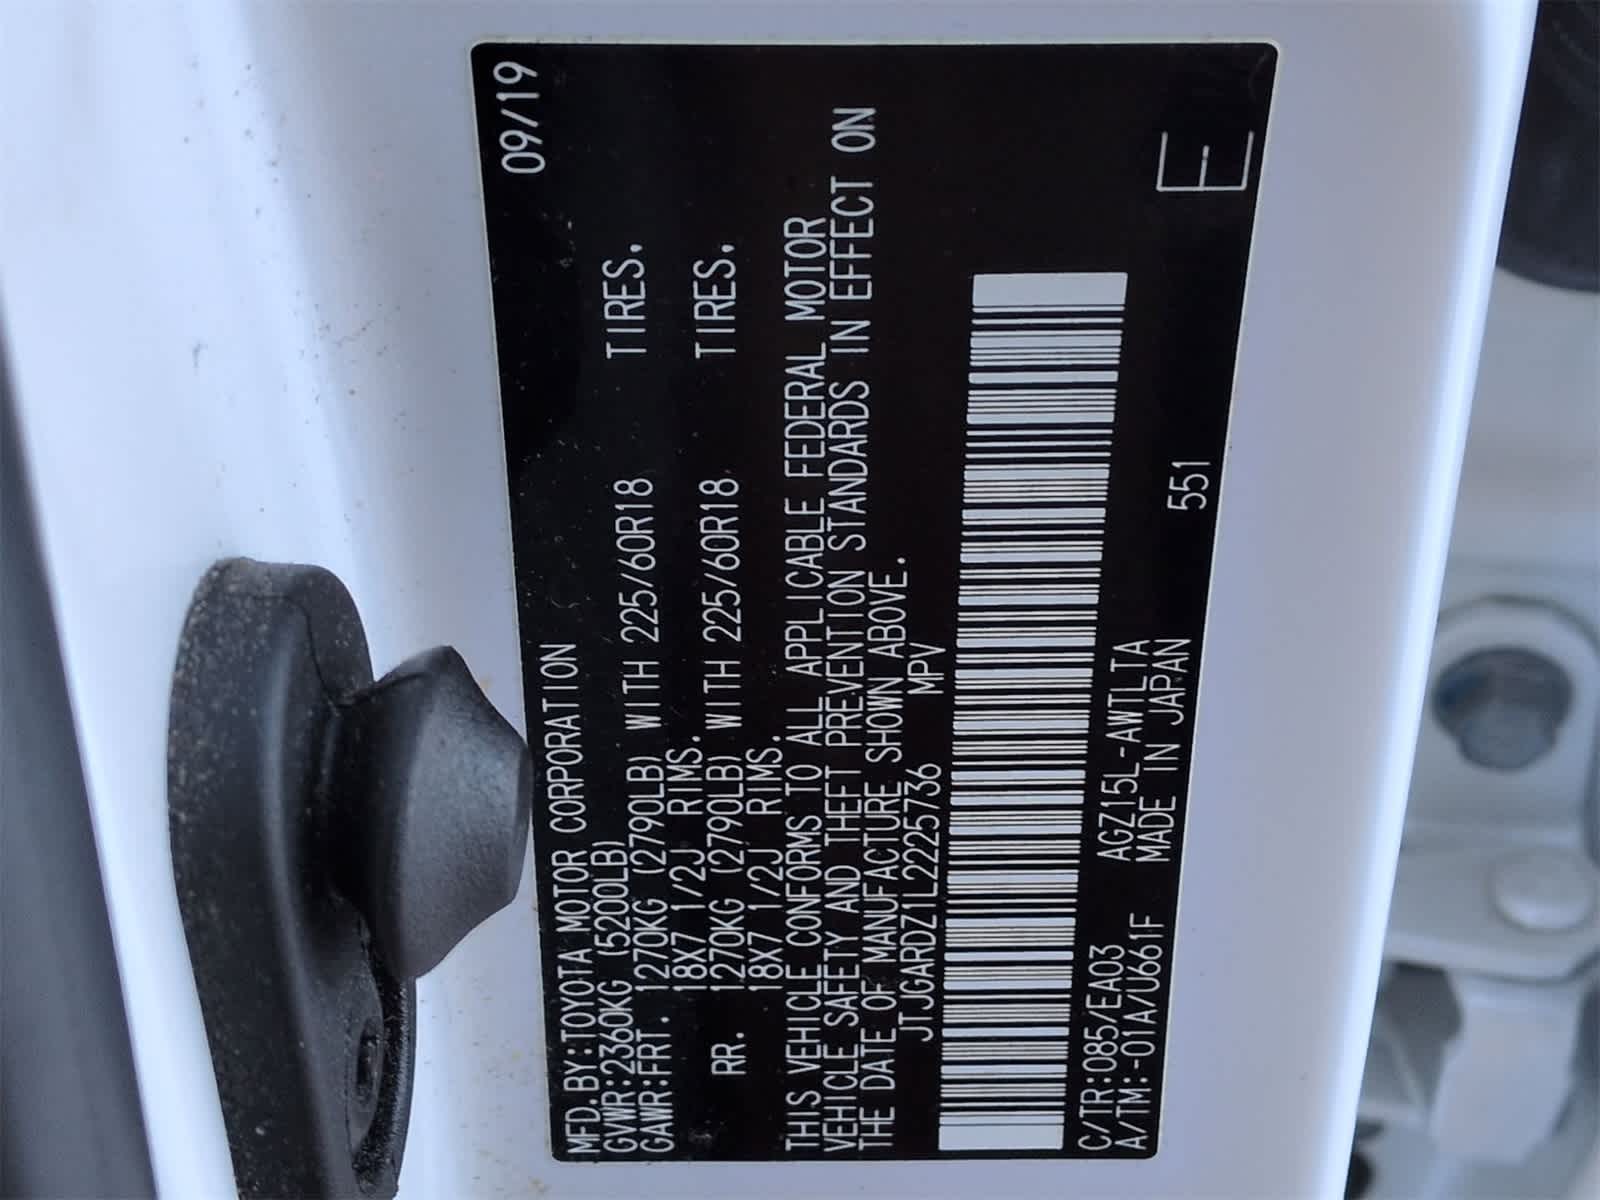 09/19
MFD.BY:TOYOTA MOTOR CORPORATION
GVWR:2360KG (5200LB)
GAWR:FRT. 1270KG (2790LB) WITH 225/60R18 TIRES.
18X7 1/2J RIMS.
RR. 1270KG (2790LB) WITH 225/60R18 TIRES.
18X7 1/2J RIMS.
THIS VEHICLE CONFORMS TO ALL APPLICABLE FEDERAL MOTOR
VEHICLE SAFETY AND THEFT PREVENTION STANDARDS IN EFFECT ON
THE DATE OF MANUFACTURE SHOWN ABOVE.
JTJGARDZ1L2225736 MPV
C/TR:085/EA03 AGZ15L-AWTLTA 551
A/TM:-01A/U661F MADE IN JAPAN
E